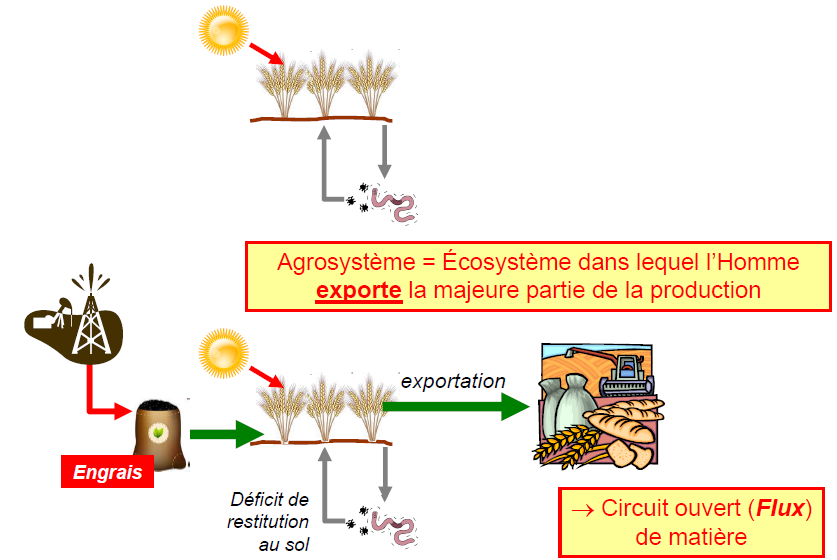 Agrosystème = Écosystème dans lequel l'Homme
exporte la majeure partie de la production
exportation
Engrais
Déficit de
restitution
au sol
→ Circuit ouvert (Flux)
de matière